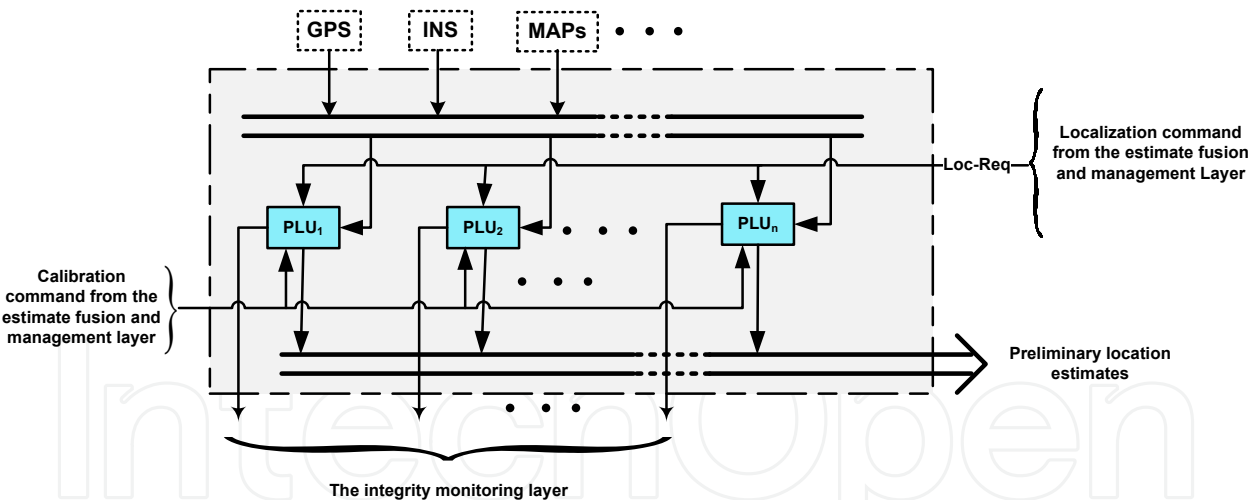 GPS
INS
MAPs
Localization command
from the estimate fusion
and management Layer
Loc-Req
PLU1
PLU2
PLUn
Calibration
command from the
estimate fusion and
management layer
Preliminary location
estimates
The integrity monitoring layer
IntechOpen